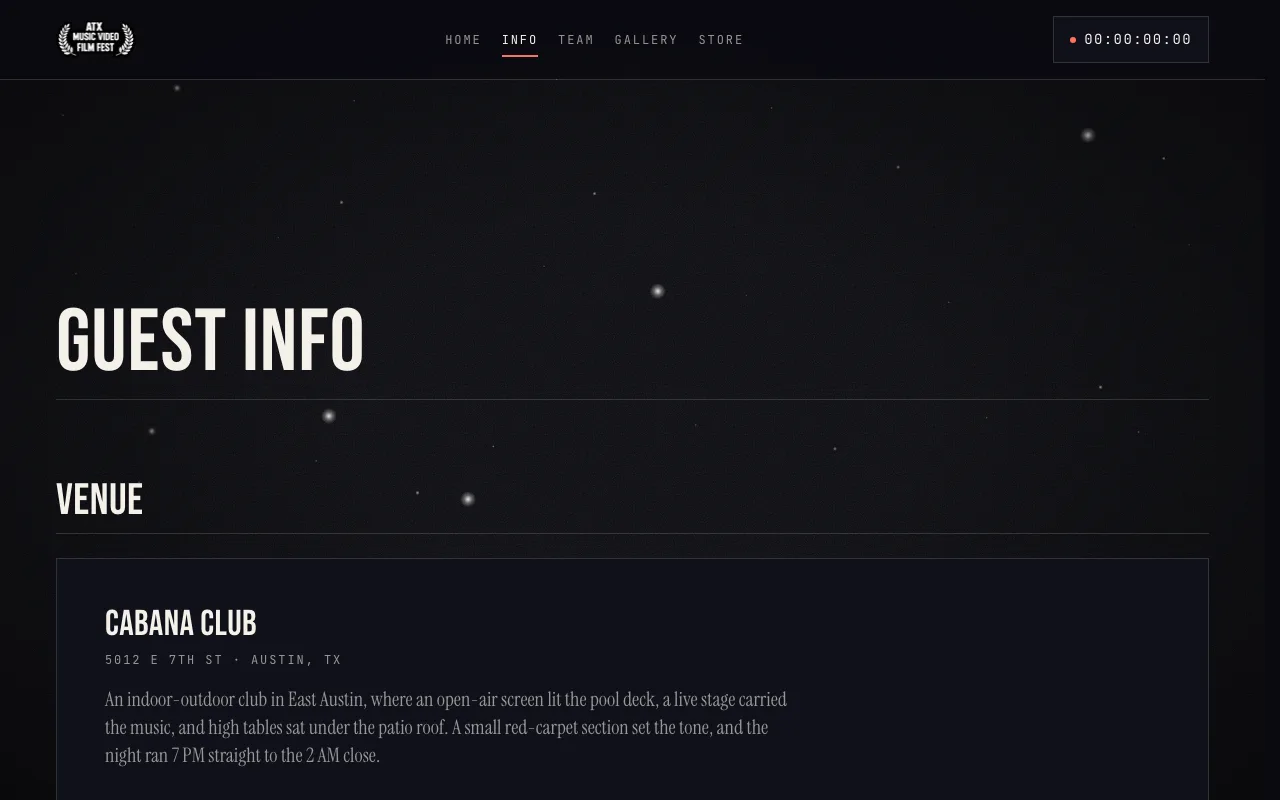 ATX
MUSIC VIDEO
FILM FEST
HOME INFO TEAM GALLERY STORE
00:00:00:00
GUEST INFO
VENUE
CABANA CLUB
5012 E 7TH ST · AUSTIN, TX
An indoor-outdoor club in East Austin, where an open-air screen lit the pool deck, a live stage carried
the music, and high tables sat under the patio roof. A small red-carpet section set the tone, and the
night ran 7 PM straight to the 2 AM close.